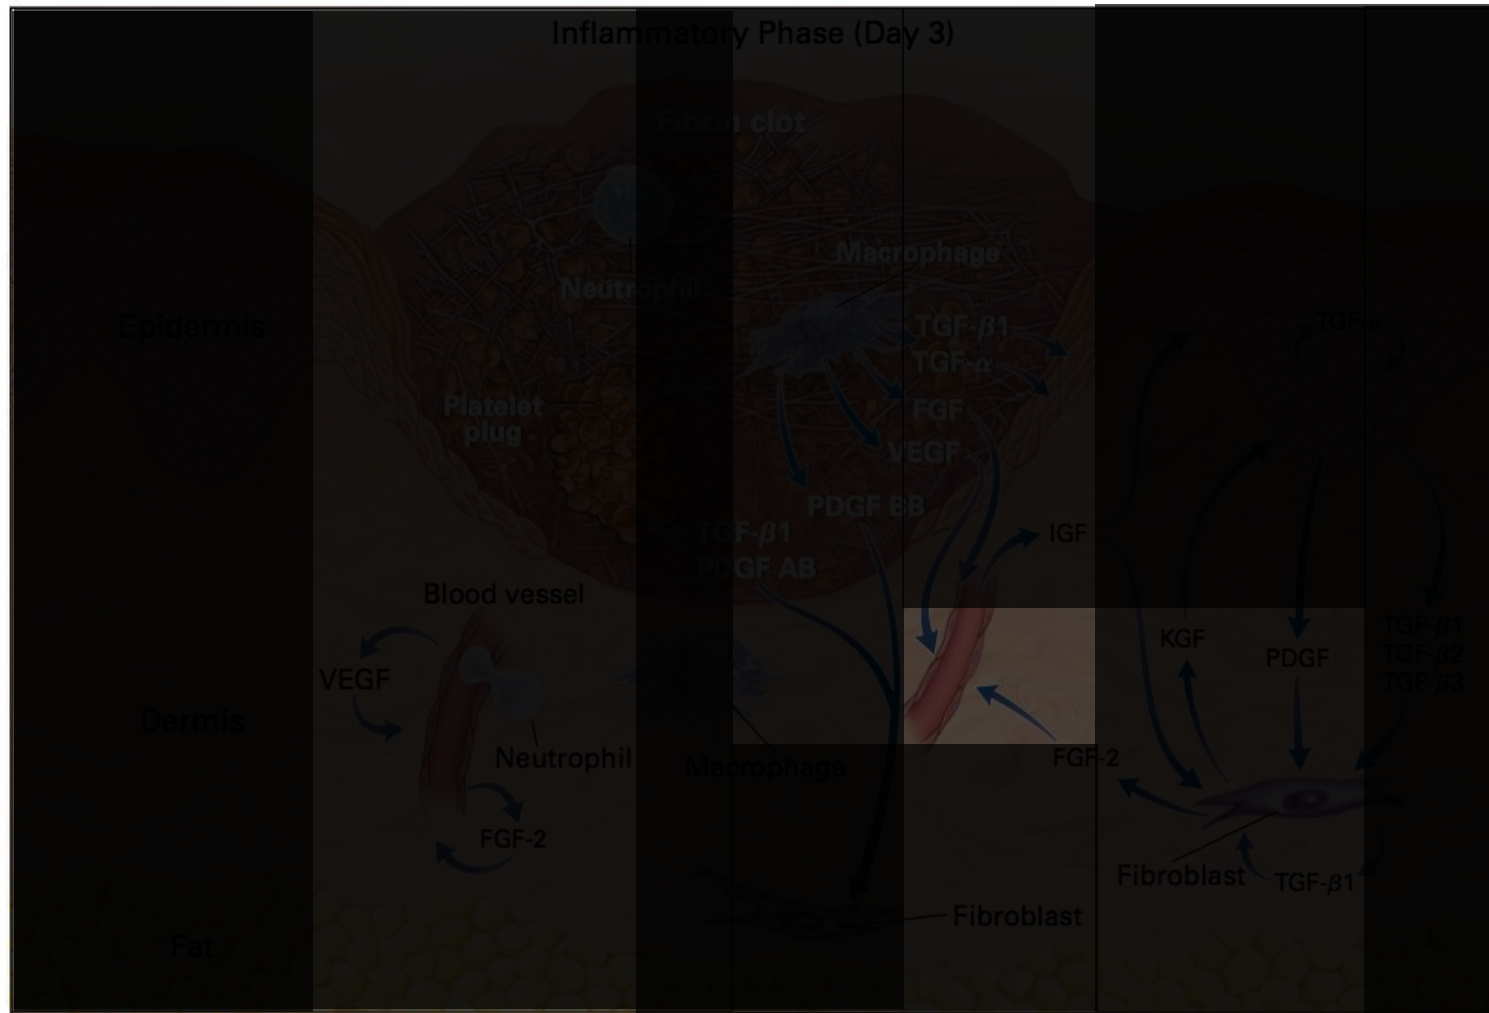 Inflammatory Phase (Day 3)
Fibrin clot
Macrophage
Neutrophil
TGF-β1
TGF-α
Epidermis
TGF-α
Platelet
plug
FGF
VEGF
PDGF BB
TGF-β1
PDGF AB
IGF
Blood vessel
VEGF
KGF
PDGF
TGF-β1
TGF-β2
TGF-β3
Dermis
Neutrophil
Macrophage
FGF-2
FGF-2
Fibroblast
TGF-β1
Fibroblast
Fat